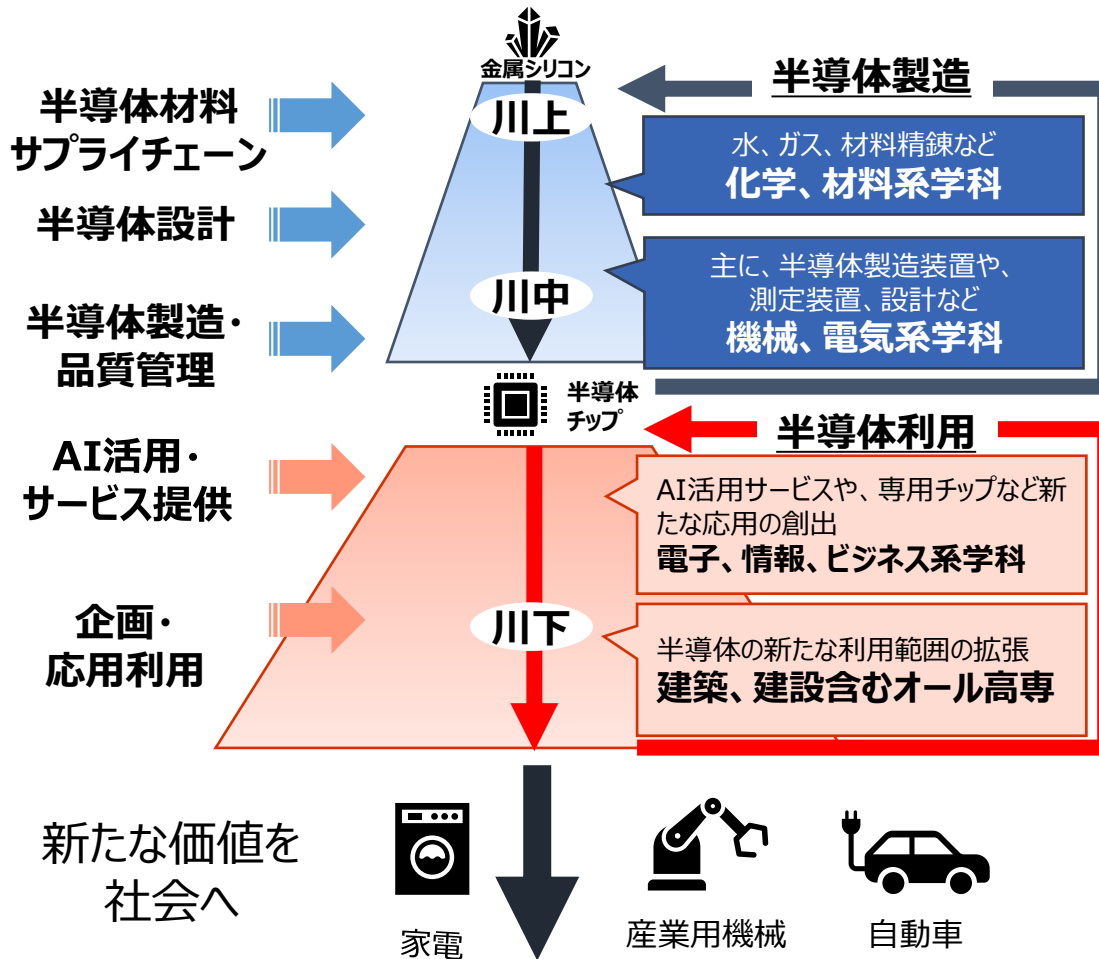 金属シリコン
川上
半導体製造
半導体材料
サプライチェーン
水、ガス、材料精錬など
化学、材料系学科
半導体設計
主に、半導体製造装置や、
測定装置、設計など
機械、電気系学科
川中
半導体製造・
品質管理
半導体
チップ
半導体利用
AI活用・
サービス提供
AI活用サービスや、専用チップなど新
たな応用の創出
電子、情報、ビジネス系学科
企画・
応用利用
川下
半導体の新たな利用範囲の拡張
建築、建設含むオール高専
新たな価値を
社会へ
家電
産業用機械
自動車